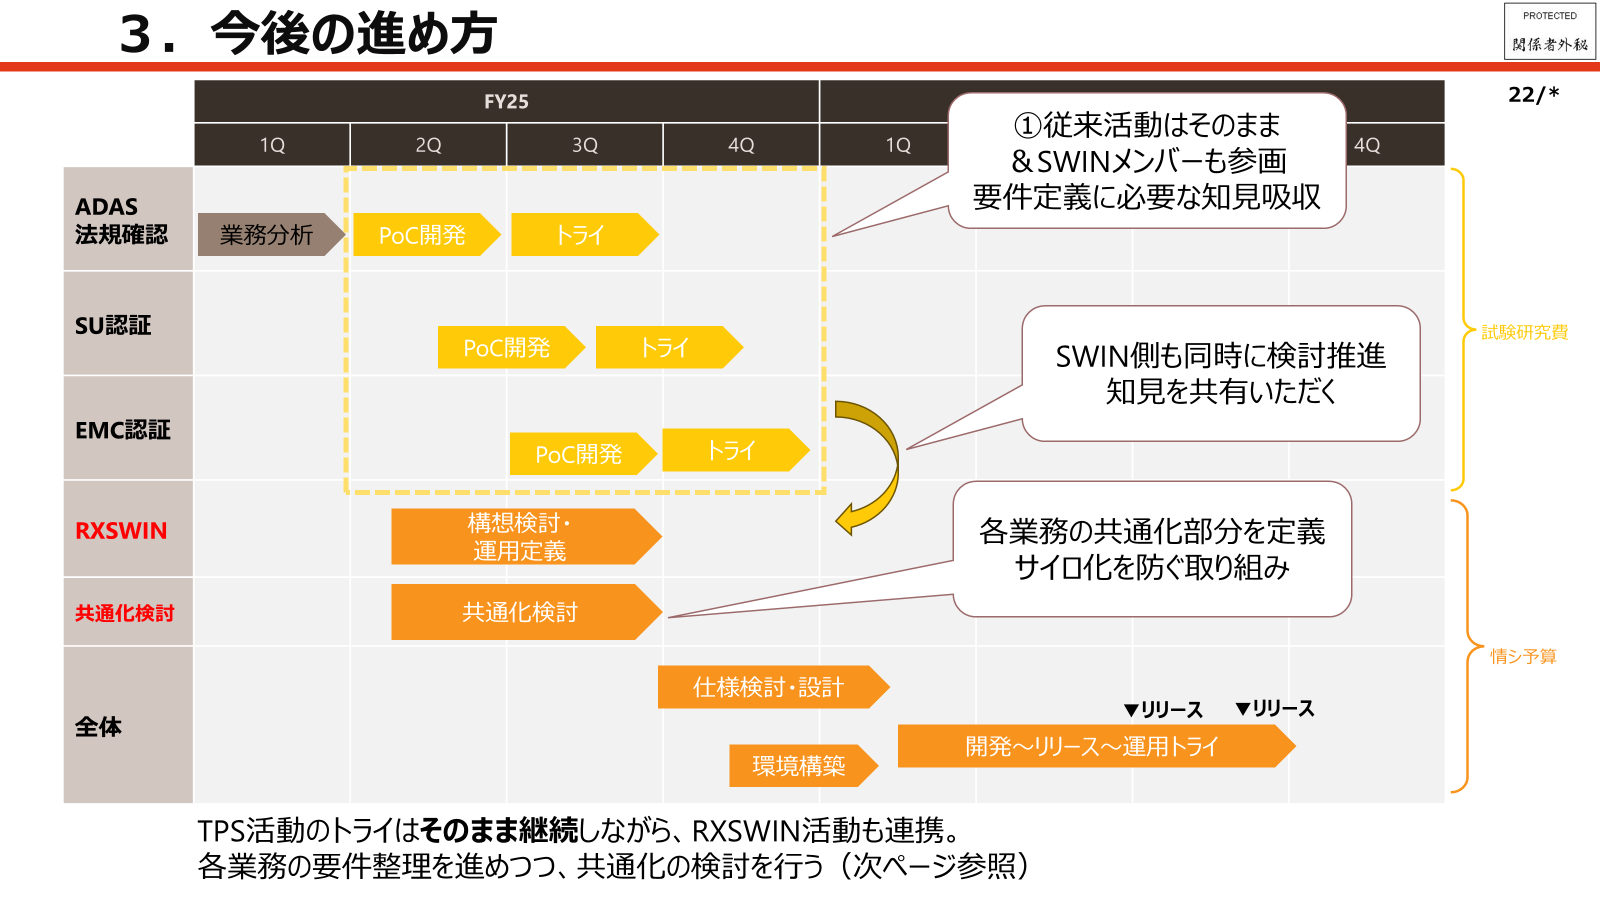 ３．今後の進め方
PROTECTED
関係者外秘
22/*
FY25
1Q
2Q
3Q
4Q
1Q
4Q
①従来活動はそのまま
＆SWINメンバーも参画
要件定義に必要な知見吸収
ADAS
法規確認
業務分析
PoC開発
トライ
SU認証
PoC開発
トライ
試験研究費
SWIN側も同時に検討推進
知見を共有いただく
EMC認証
PoC開発
トライ
RXSWIN
構想検討・
運用定義
各業務の共通化部分を定義
サイロ化を防ぐ取り組み
共通化検討
共通化検討
情シ予算
全体
仕様検討・設計
▼リリース
▼リリース
開発～リリース～運用トライ
環境構築
TPS活動のトライはそのまま継続しながら、RXSWIN活動も連携。
各業務の要件整理を進めつつ、共通化の検討を行う（次ページ参照）